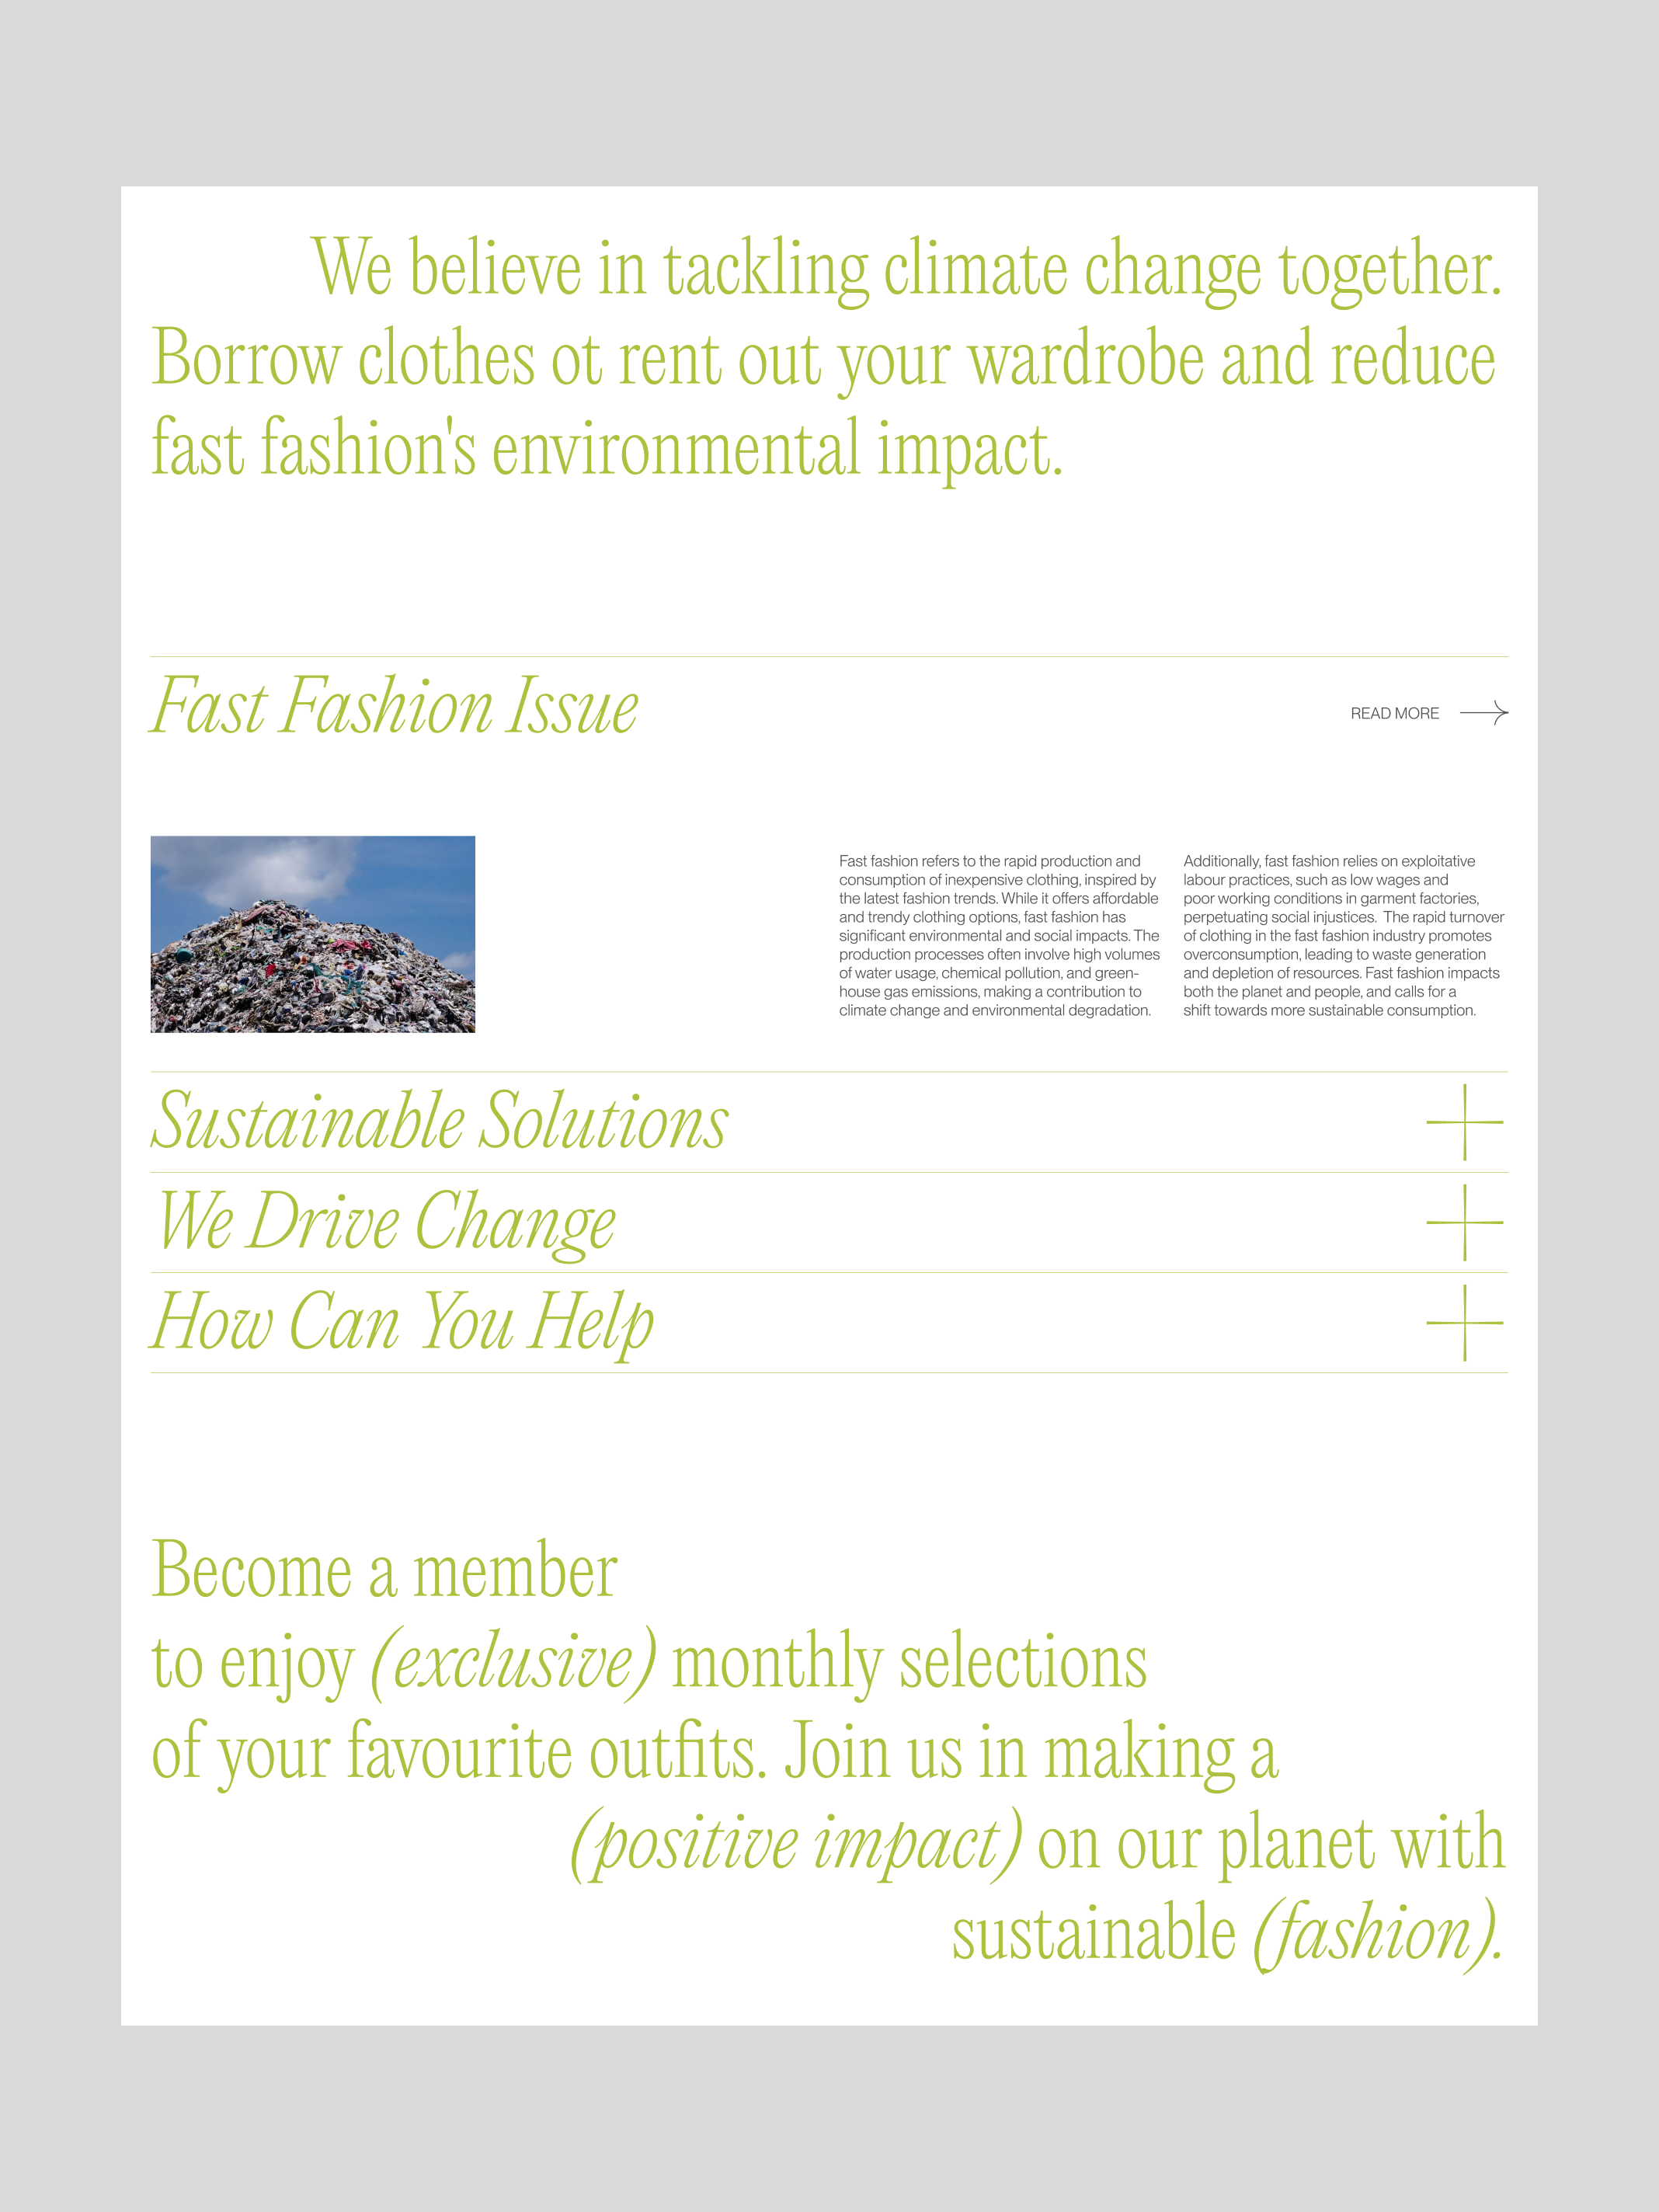 We believe in tackling climate change together.
Borrow clothes ot rent out your wardrobe and reduce
fast fashion's environmental impact.
Fast Fashion Issue
READ MORE
Fast fashion refers to the rapid production and
consumption of inexpensive clothing, inspired by
the latest fashion trends. While it offers affordable
and trendy clothing options, fast fashion has
significant environmental and social impacts. The
production processes often involve high volumes
of water usage, chemical pollution, and green-
house gas emissions, making a contribution to
climate change and environmental degradation.
Additionally, fast fashion relies on exploitative
labour practices, such as low wages and
poor working conditions in garment factories,
perpetuating social injustices.  The rapid turnover
of clothing in the fast fashion industry promotes
overconsumption, leading to waste generation
and depletion of resources. Fast fashion impacts
both the planet and people, and calls for a
shift towards more sustainable consumption.
Sustainable Solutions
We Drive Change
How Can You Help
Become a member
to enjoy (exclusive) monthly selections
of your favourite outfits. Join us in making a
(positive impact) on our planet with
sustainable (fashion).